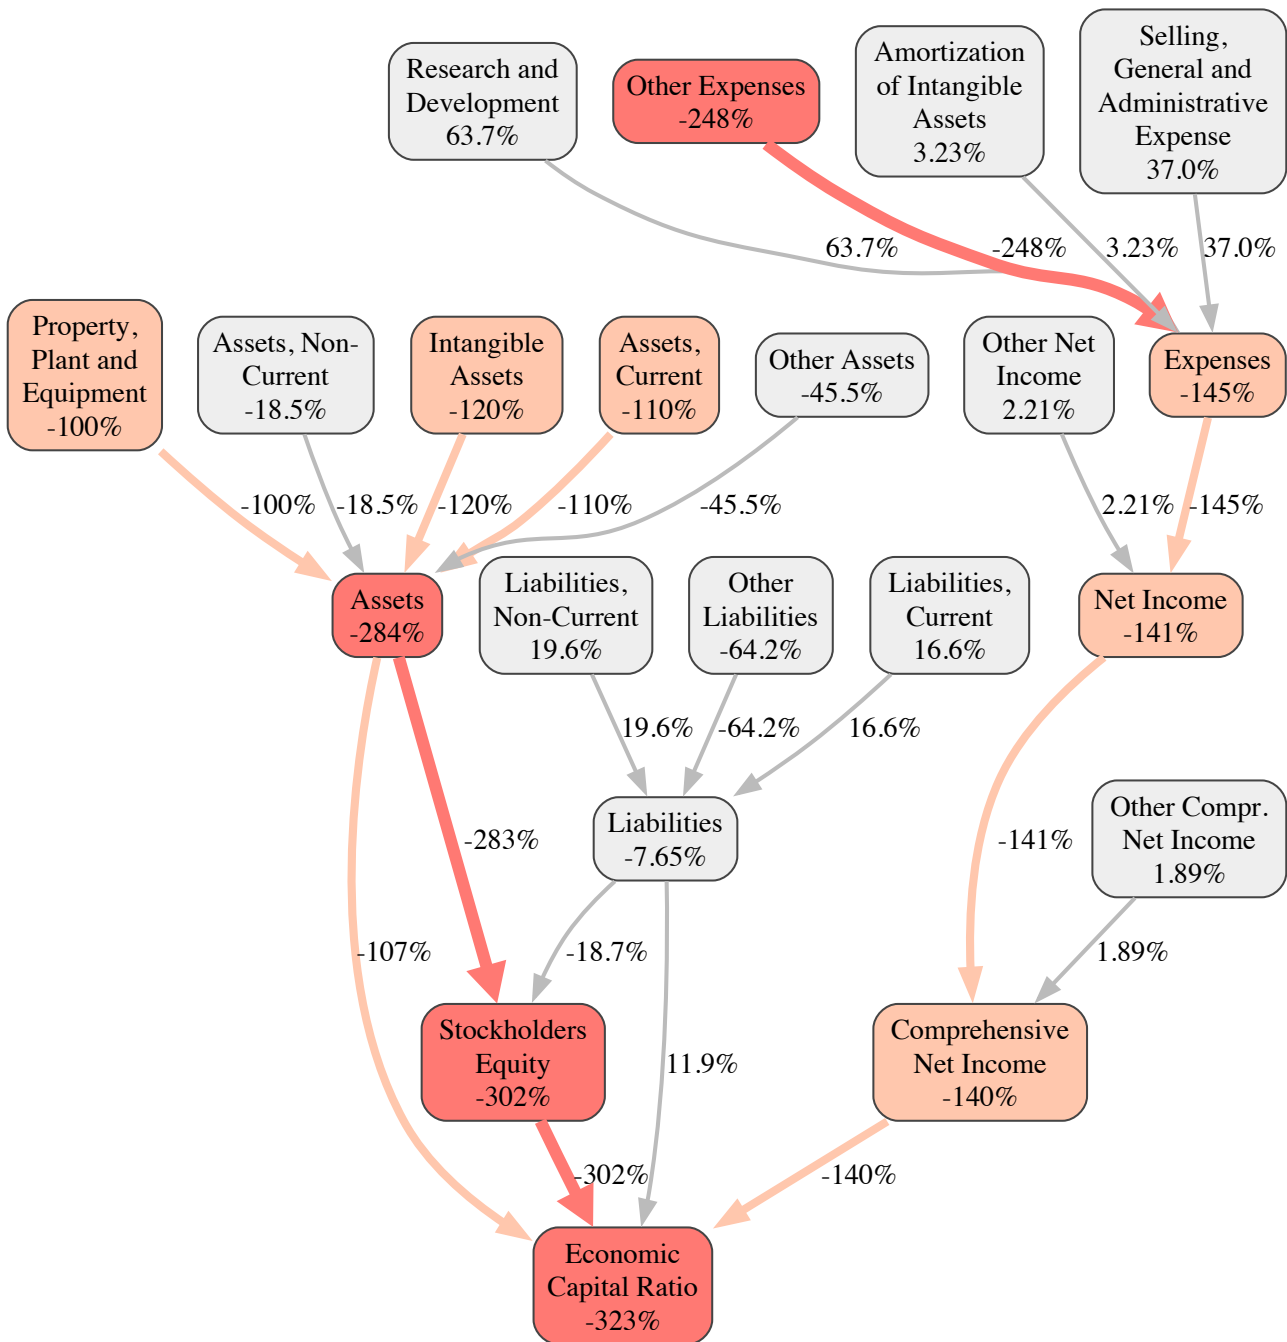 Research and
Development
63.7%
Other Expenses
-248%
Amortization
of Intangible
Assets
3.23%
Selling,
General and
Administrative
Expense
37.0%
63.7%
-248%
3.23%
37.0%
Property,
Plant and
Equipment
-100%
Assets, Non-
Current
-18.5%
Intangible
Assets
-120%
Assets,
Current
-110%
Other Assets
-45.5%
Other Net
Income
2.21%
Expenses
-145%
-100%
-18.5%
-120%
-110%
-45.5%
2.21%
-145%
Assets
-284%
Liabilities,
Non-Current
19.6%
Other
Liabilities
-64.2%
Liabilities,
Current
16.6%
Net Income
-141%
19.6%
-64.2%
16.6%
-283%
Liabilities
-7.65%
-141%
Other Compr.
Net Income
1.89%
-107%
-18.7%
1.89%
Stockholders
Equity
-302%
11.9%
Comprehensive
Net Income
-140%
-302%
-140%
Economic
Capital Ratio
-323%